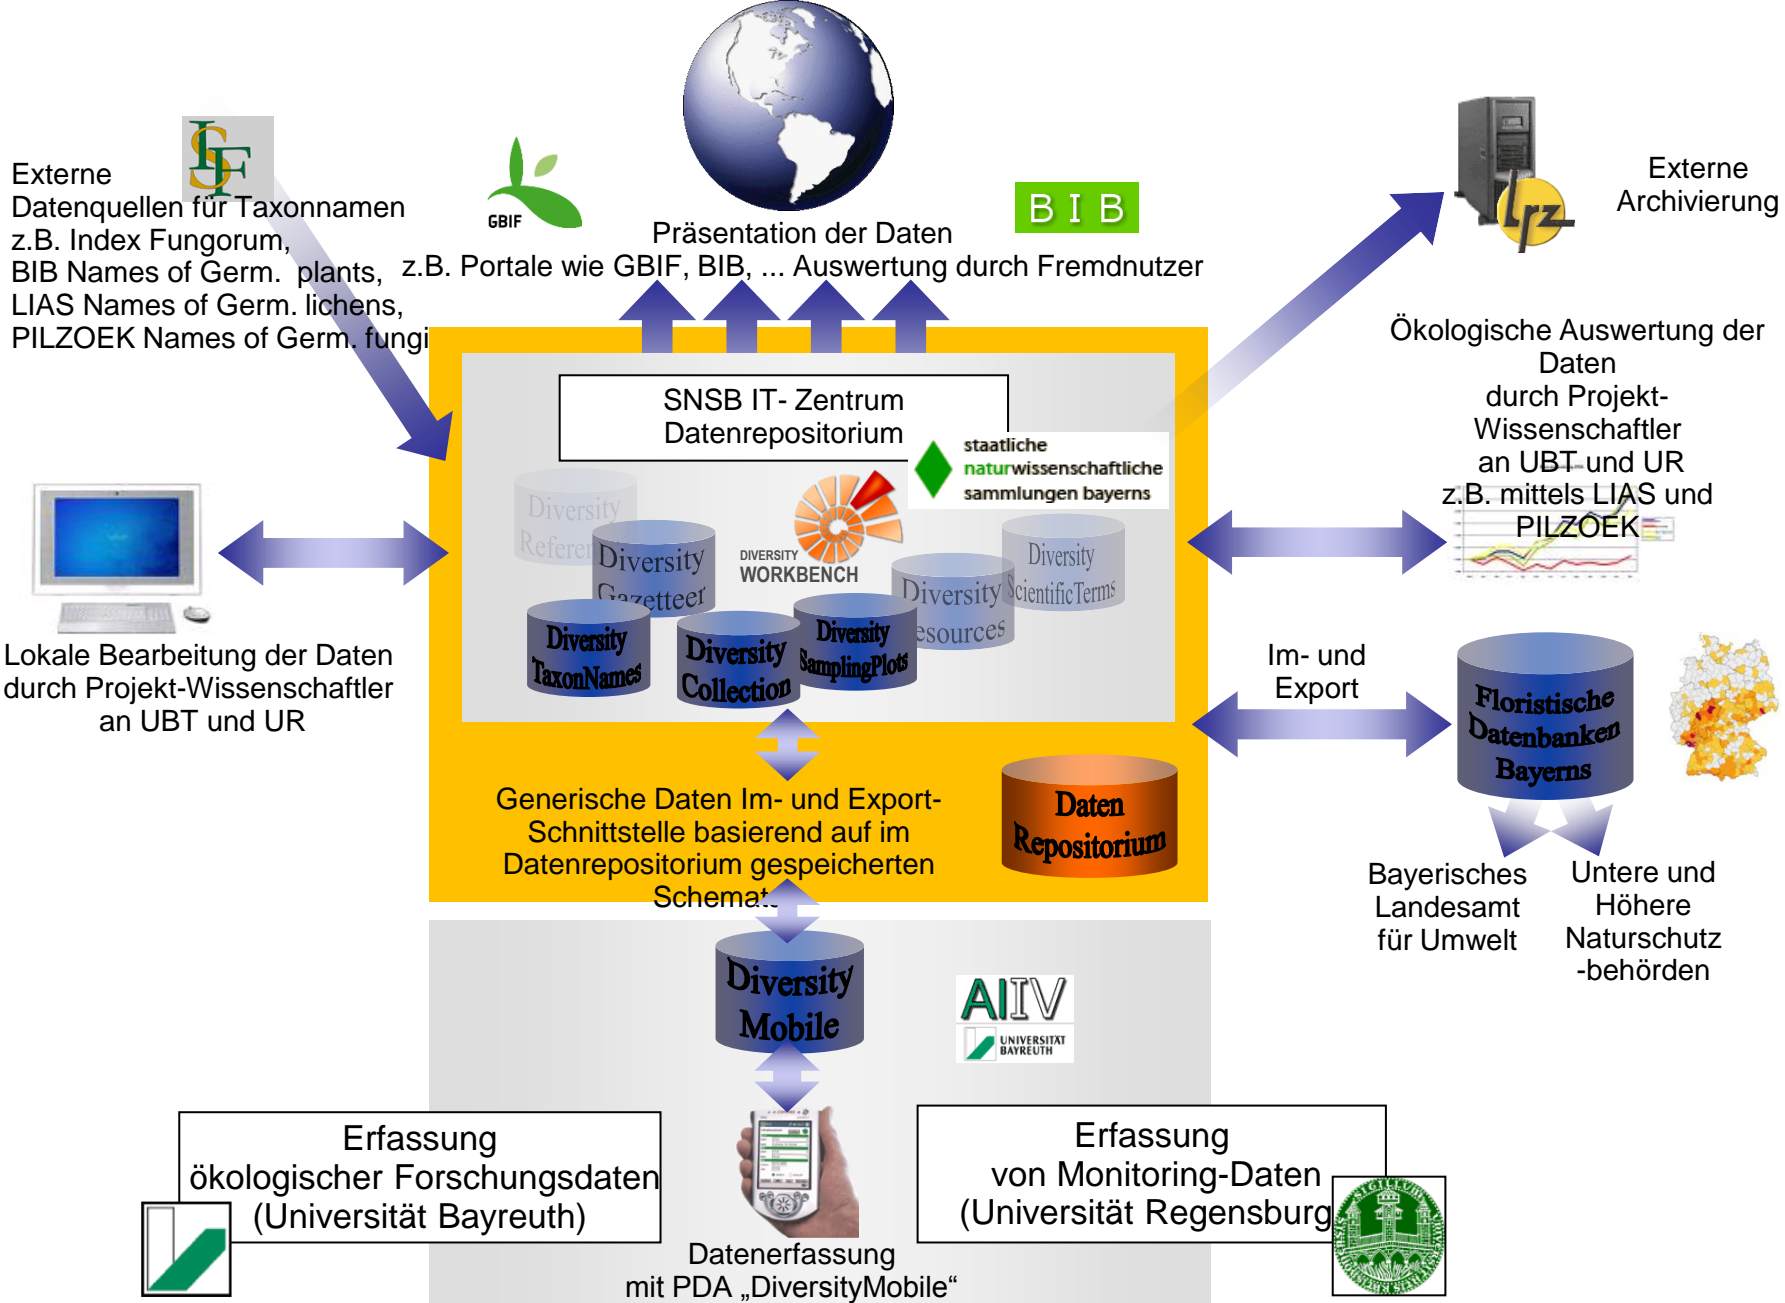 Externe
Datenquellen für Taxonnamen
z.B. Index Fungorum,
BIB Names of Germ. plants,
LIAS Names of Germ. lichens,
PILZOEK Names of Germ. fungi
ISF
GBIF
BIB
Präsentation der Daten
z.B. Portale wie GBIF, BIB, ... Auswertung durch Fremdnutzer
lrz
Externe
Archivierung
SNSB IT- Zentrum
Datenrepositorium
staatliche
naturwissenschaftliche
sammlungen bayerns
Diversity
Diversity
Gazetteer
DIVERSITY
WORKBENCH
Diversity
Diversity
ScientificTerms
Diversity
TaxonNames
Diversity
Collection
Diversity
SamplingPlots
Ökologische Auswertung der
Daten
durch Projekt-
Wissenschaftler
an UBT und UR
z.B. mittels LIAS und
PILZOEK
Lokale Bearbeitung der Daten
durch Projekt-Wissenschaftler
an UBT und UR
Im- und
Export
Floristische
Datenbanken
Bayerns
Generische Daten Im- und Export-
Schnittstelle basierend auf im
Datenrepositorium gespeicherten
Daten
Repositorium
Bayerisches
Landesamt
für Umwelt
Untere und
Höhere
Naturschutz
-behörden
Diversity
Mobile
AIIV
UNIVERSITÄT
BAYREUTH
Erfassung
ökologischer Forschungsdaten
(Universität Bayreuth)
Erfassung
von Monitoring-Daten
(Universität Regensburg
Datenerfassung
mit PDA „DiversityMobile“